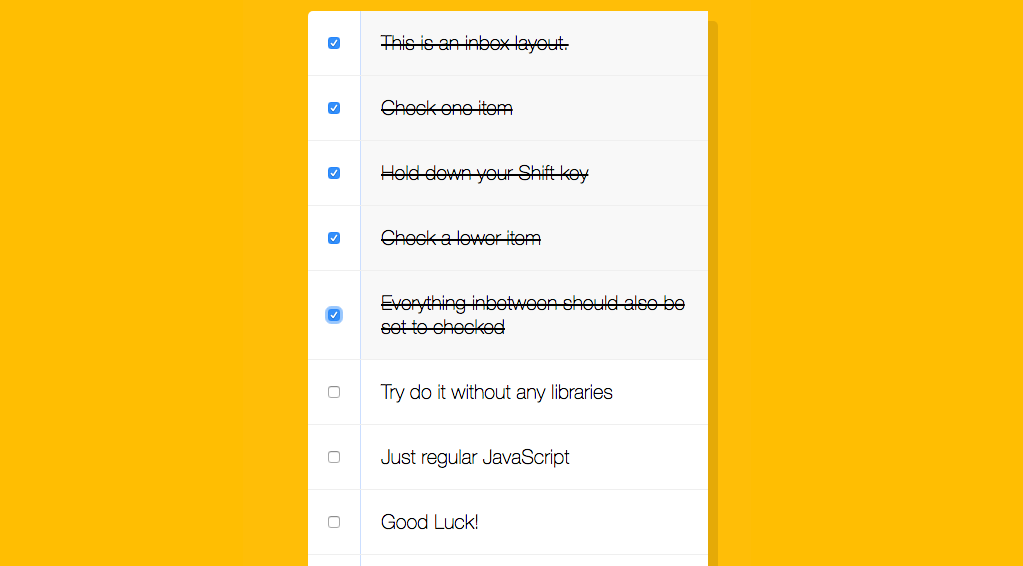 This is an inbox layout.
Check one item
Hold down your Shift key
Check a lower item
Everything inbetween should also be
set to checked
Try do it without any libraries
Just regular JavaScript
Good Luck!